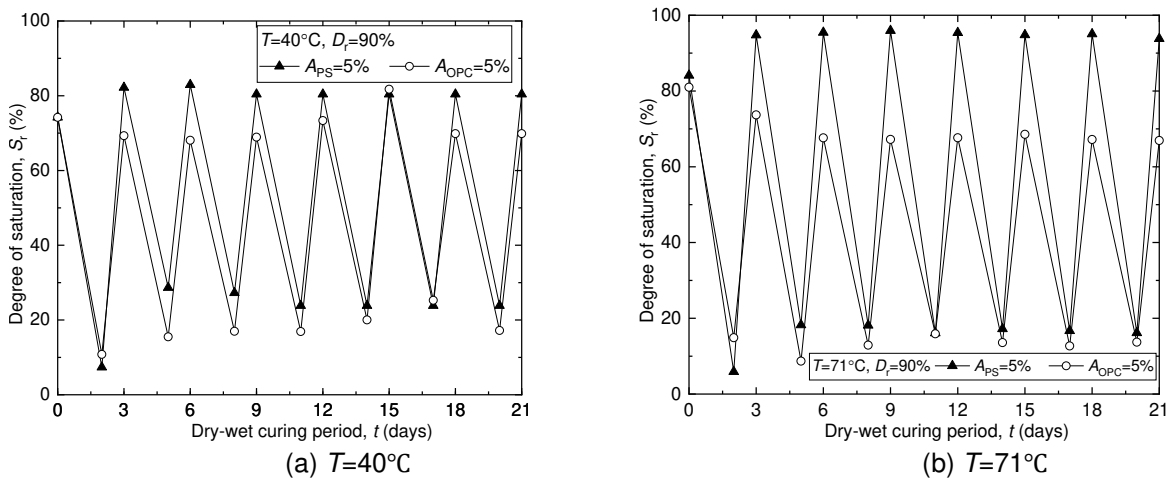 100
80
60
40
20
0
Degree of saturation, Sr (%)
T=40°C, Dr=90%
APS=5% AOPC=5%
0 3 6 9 12 15 18 21
Dry-wet curing period, t (days)
(a) T=40℃
100
80
60
40
20
0
Degree of saturation, Sr (%)
T=71°C, Dr=90% APS=5% AOPC=5%
0 3 6 9 12 15 18 21
Dry-wet curing period, t (days)
(b) T=71℃